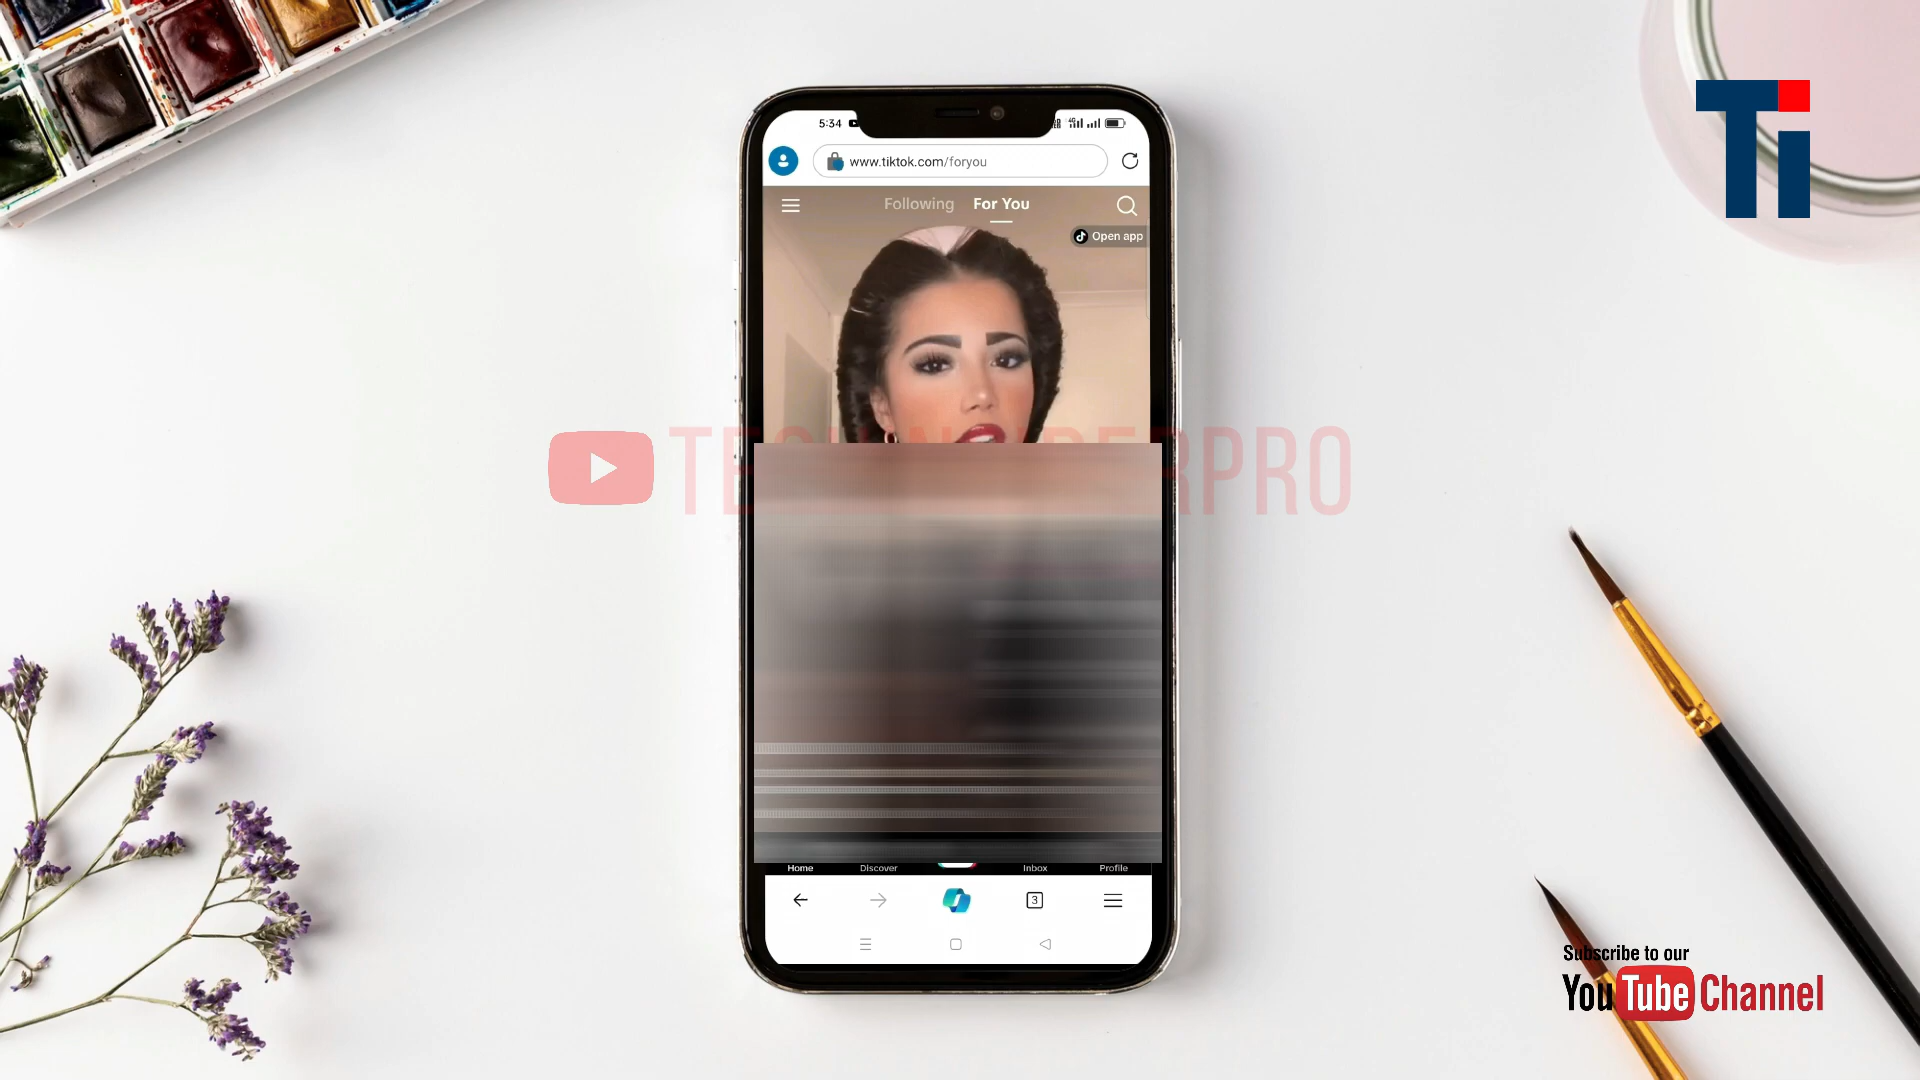 Ti
5:34
4G
www.tiktok.com/foryou
Following For You
Open app
Home Discover Inbox Profile
3
Subscribe to our
YouTube Channel